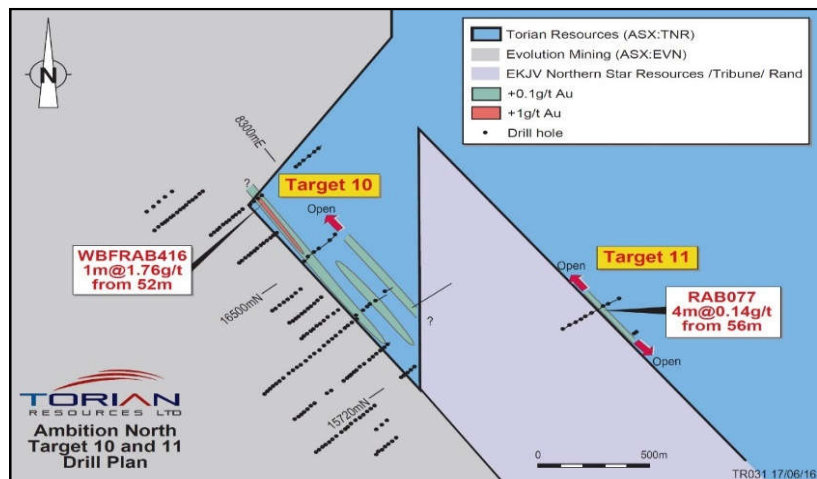 N
Torian Resources (ASX:TNR)
Evolution Mining (ASX:EVN)
EKJV Northern Star Resources /Tribune/ Rand
+0.1g/t Au
+1g/t Au
Drill hole
8300mE
?
Target 10
Open
WBFRAB416
1m@1.76g/t
from 52m
Target 11
Open
RAB077
4m@0.14g/t
from 56m
16500mN
?
Open
15720mN
TORIAN
RESOURCES LTD
Ambition North
Target 10 and 11
Drill Plan
0 500m
TR031 17/06/16